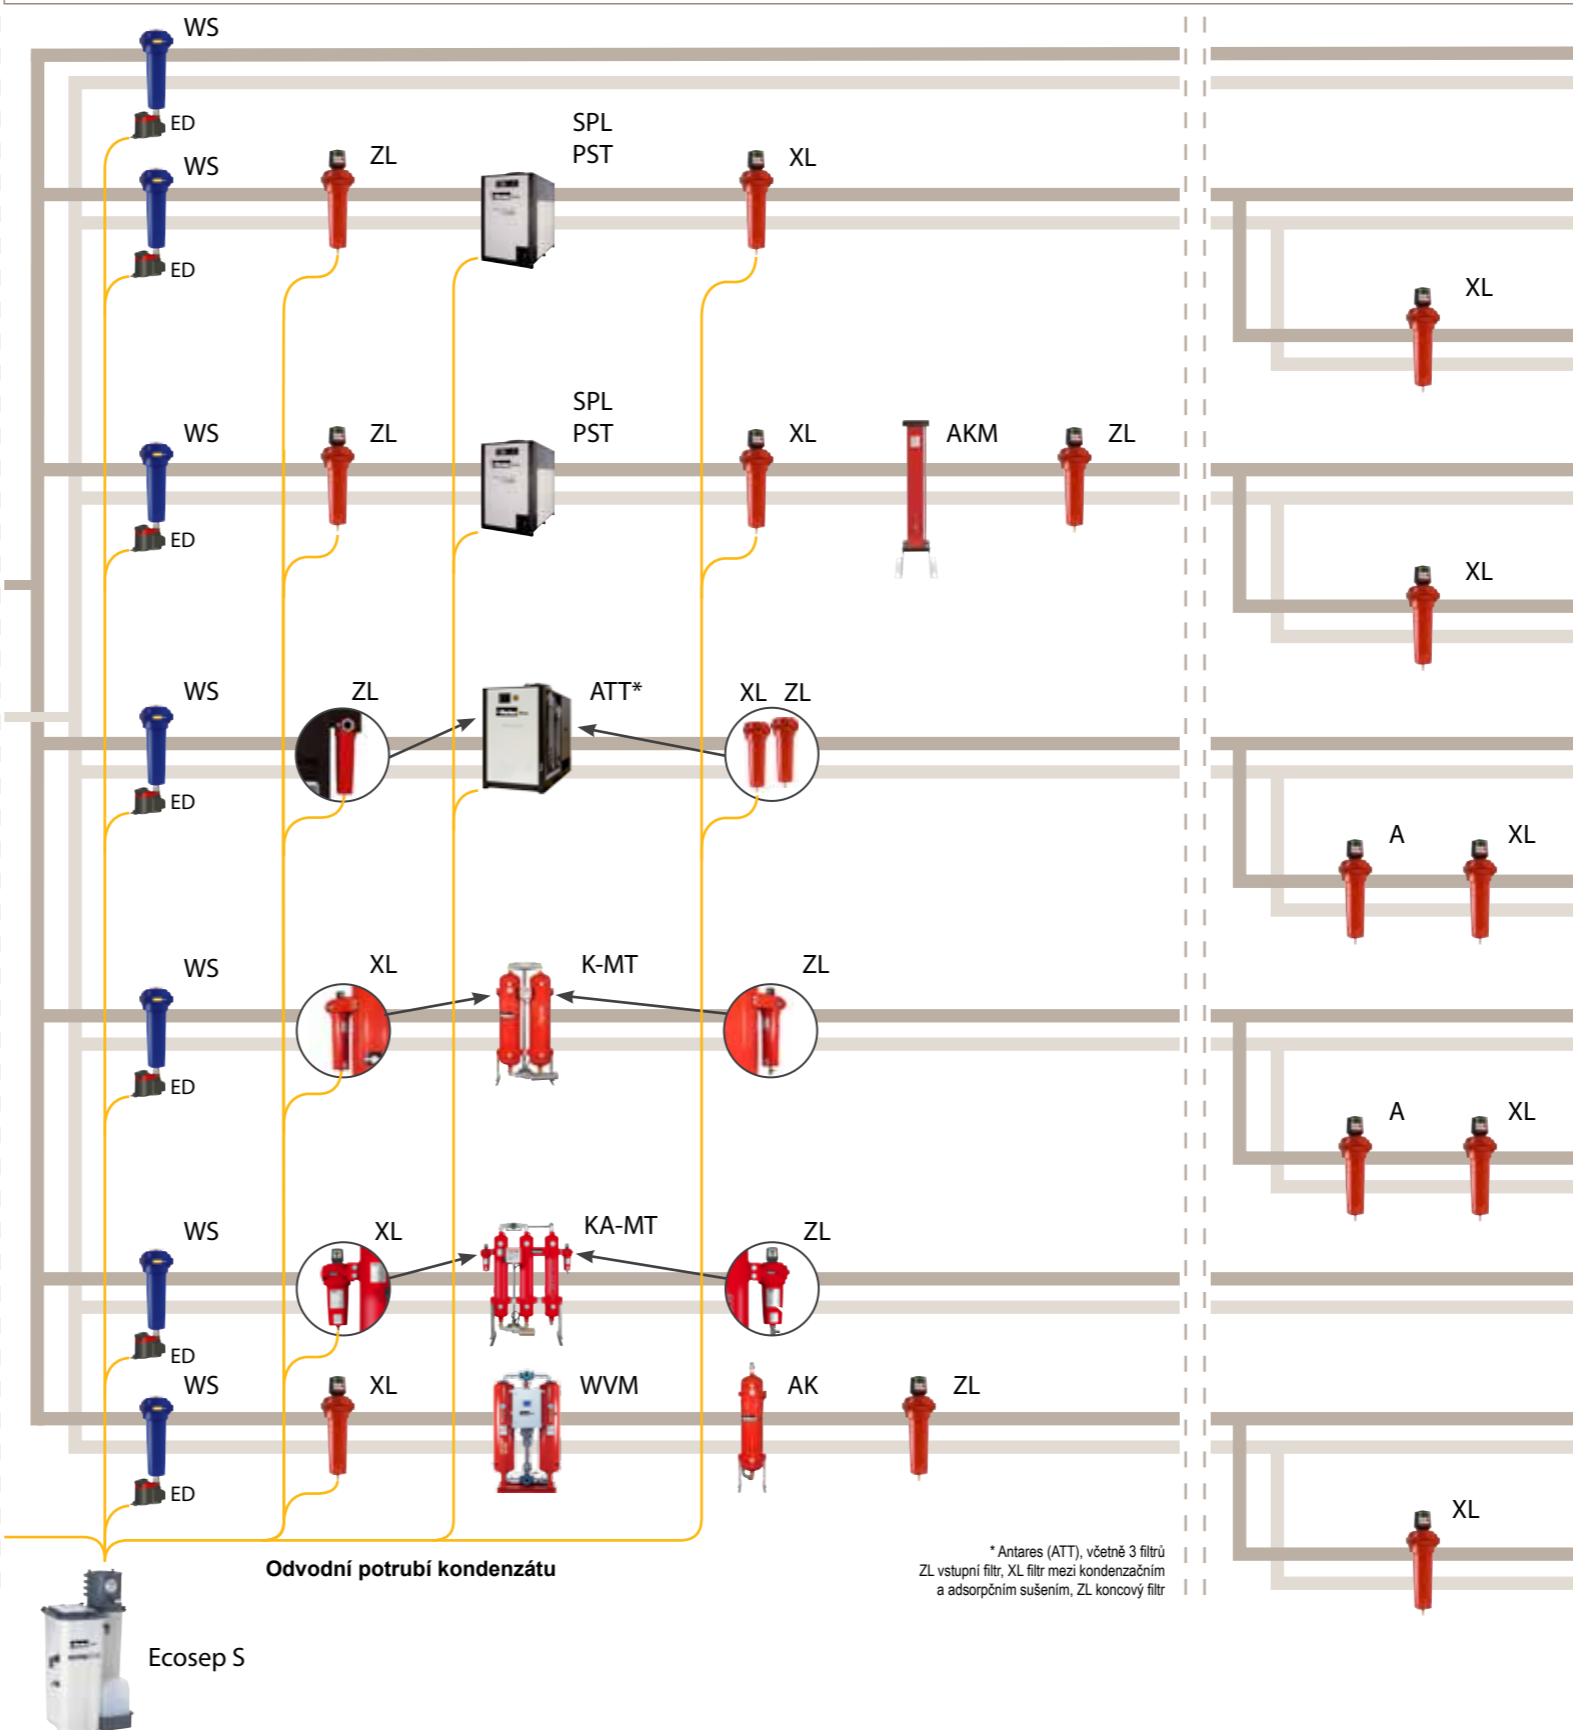 WS
ED
WS
ZL
SPL
PST
XL
ED
XL
WS
ZL
SPL
PST
XL
AKM
ZL
ED
XL
WS
ZL
ATT*
XL ZL
ED
A
XL
WS
XL
K-MT
ZL
ED
A
XL
WS
XL
KA-MT
ZL
ED
WS
XL
WVM
AK
ZL
ED
XL
Odvodní potrubí kondenzátu
* Antares (ATT), včetně 3 filtrů
ZL vstupní filtr, XL filtr mezi kondenzačním
a adsorpčním sušením, ZL koncový filtr
Ecosep S